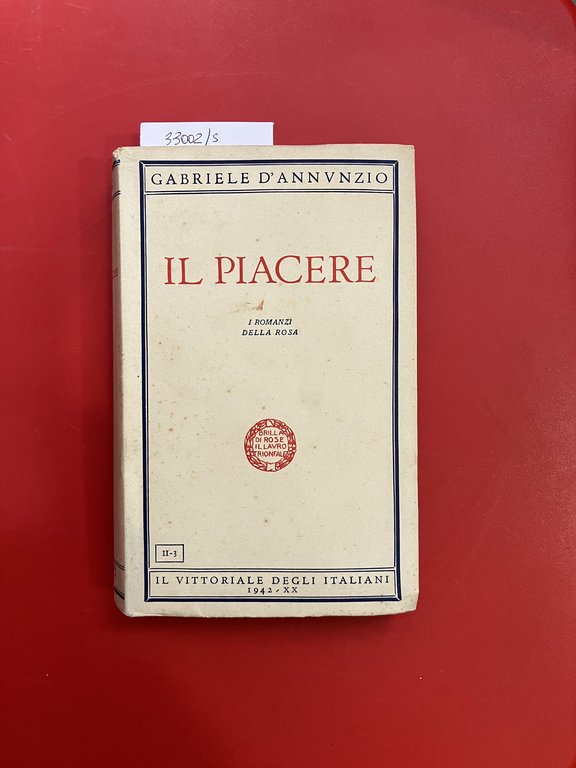 33002/s
GABRIELE D'ANNVNZIO
IL PIACERE
I ROMANZI
DELLA ROSA
BRILLA
DI ROSE
IL LAVRO
TRIONFALE
II-3
IL VITTORIALE DEGLI ITALIANI
1942-XX